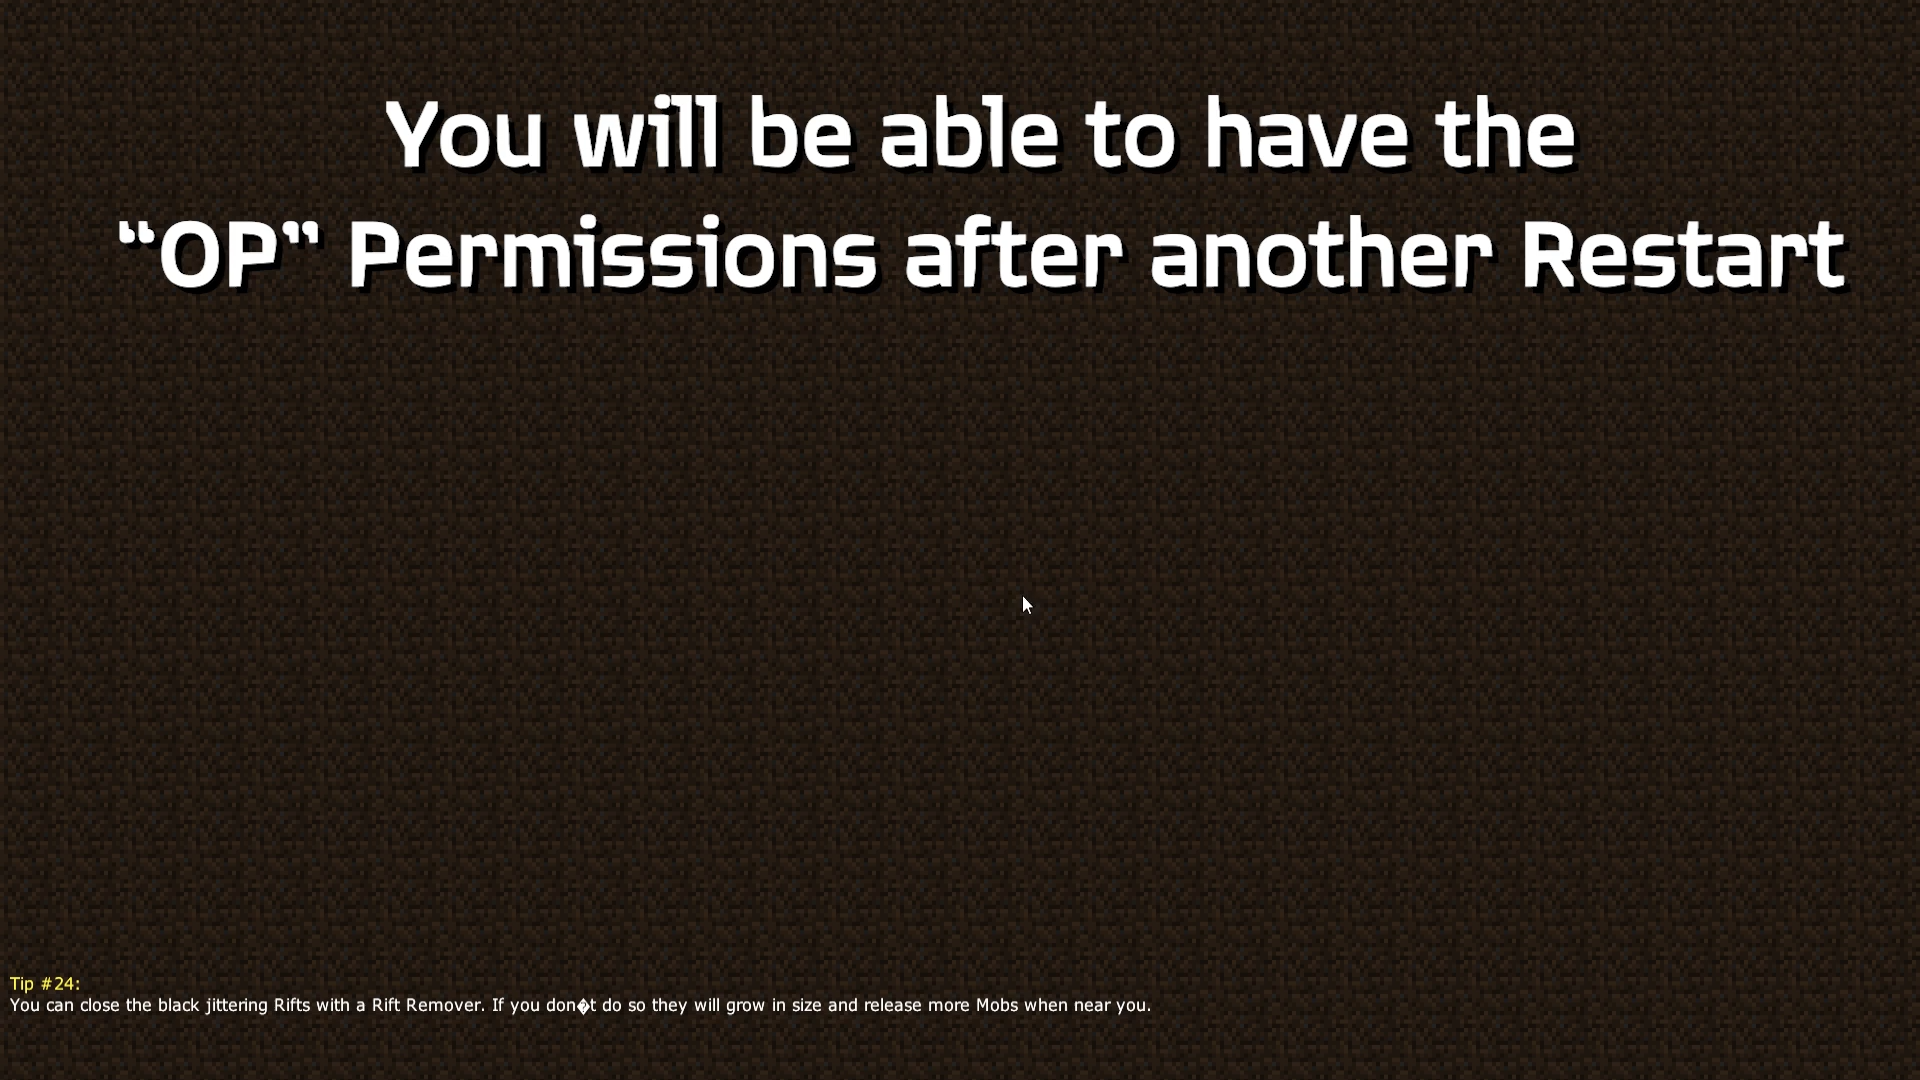 You will be able to have the
“OP” Permissions after another Restart
Tip #24:
You can close the black jittering Rifts with a Rift Remover. If you don�t do so they will grow in size and release more Mobs when near you.